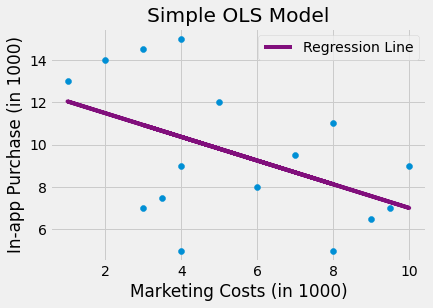 Simple OLS Model
Regression Line
In-app Purchase (in 1000)
14
12
10
8
6
2
4
6
8
10
Marketing Costs (in 1000)